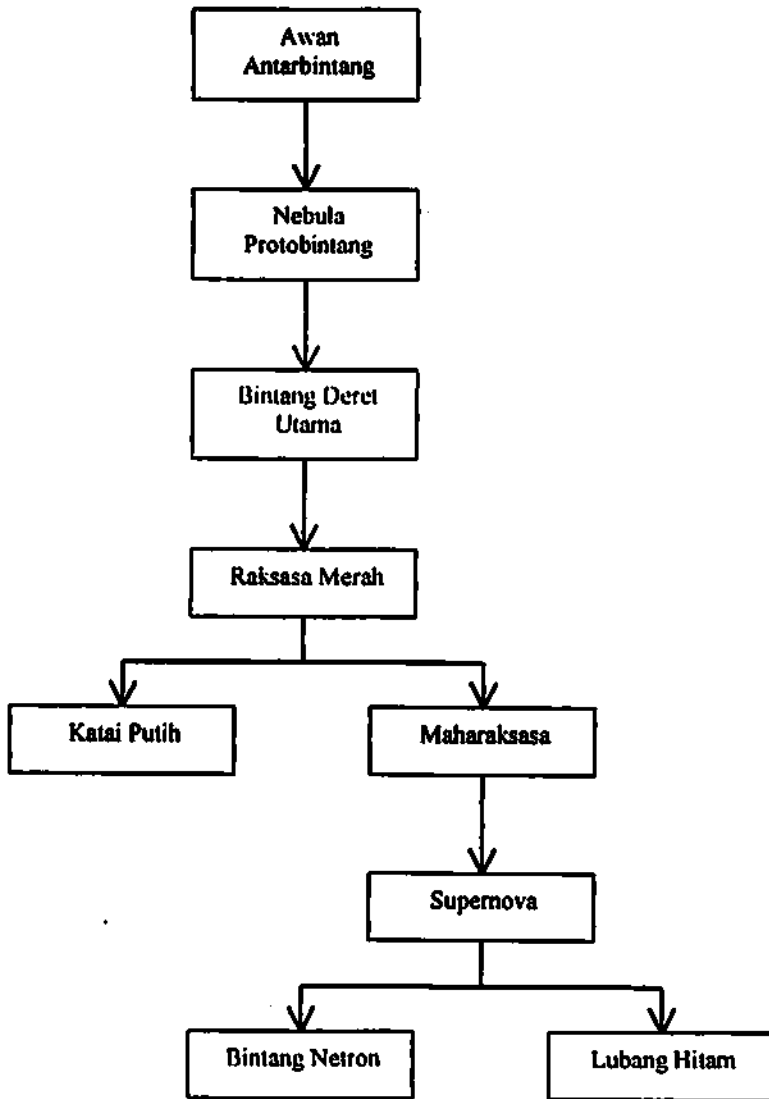 Awan
Antarbintang
Nebula
Protobintang
Bintang Deret
Utama
Raksasa Merah
Katai Putih
Maharaksasa
Supernova
Bintang Netron
Lubang Hitam